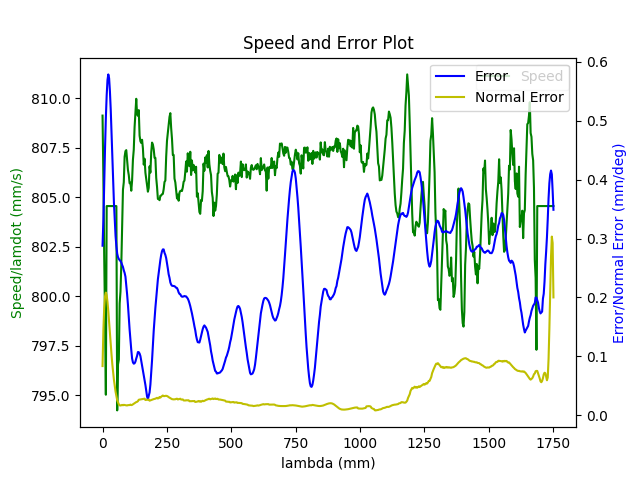 Speed and Error Plot
Error
Speed
Normal Error
810.0
807.5
805.0
802.5
800.0
797.5
795.0
Speed/lamdot (mm/s)
0.6
0.5
0.4
0.3
0.2
0.1
0.0
Error/Normal Error (mm/deg)
0 250 500 750 1000 1250 1500 1750
lambda (mm)